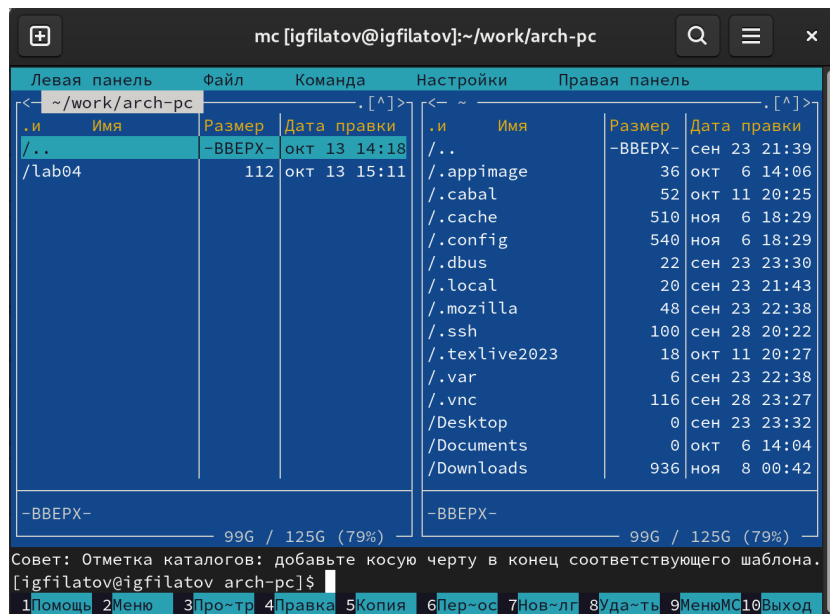 mc [igfilatov@igfilatov]:~/work/arch-pc
Левая панель Файл Команда Настройки Правая панель
<— ~/work/arch-pc .[^]>
.и Имя Размер Дата правки
/.. -ВВЕРХ- окт 13 14:18
/lab04 112 окт 13 15:11
-ВВЕРХ-
99G / 125G (79%)
<— ~ .[^]>
.и Имя Размер Дата правки
/.. -ВВЕРХ- сен 23 21:39
/.appimage 36 окт 6 14:06
/.cabal 52 окт 11 20:25
/.cache 510 ноя 6 18:29
/.config 540 ноя 6 18:29
/.dbus 22 сен 23 23:30
/.local 20 сен 23 21:43
/.mozilla 48 сен 23 22:38
/.ssh 100 сен 28 20:22
/.texlive2023 18 окт 11 20:27
/.var 6 сен 23 22:38
/.vnc 116 сен 28 23:27
/Desktop 0 сен 23 23:32
/Documents 0 окт 6 14:04
/Downloads 936 ноя 8 00:42
-ВВЕРХ-
99G / 125G (79%)
Совет: Отметка каталогов: добавьте косую черту в конец соответствующего шаблона.
[igfilatov@igfilatov arch-pc]$
1Помощь 2Меню 3Про~тр 4Правка 5Копия 6Пер~ос 7Нов~лг 8Уда~ть 9МенюМС 10Выход